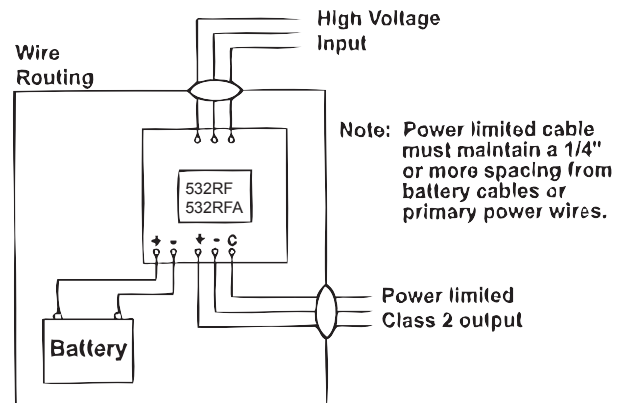 High Voltage
Input
Wire
Routing
Note: Power limited cable
must maintain a 1/4"
or more spacing from
battery cables or
primary power wires.
532RF
532RFA
+ - + - C
Power limited
Class 2 output
Battery